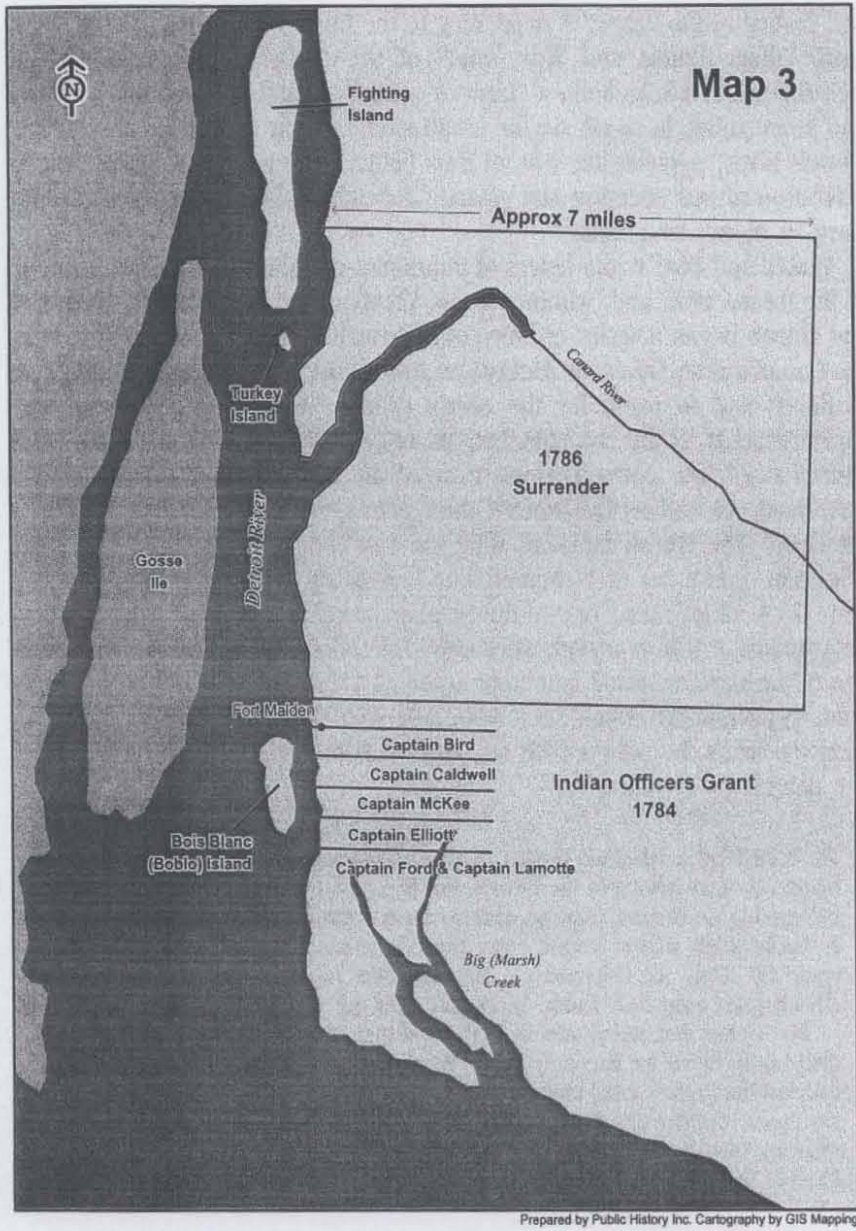 Map 3
N
Fighting
Island
Approx 7 miles
Canard River
Turkey
Island
1786
Surrender
Detroit River
Gosse
Ile
Fort Malden
Captain Bird
Captain Caldwell
Captain McKee
Captain Elliott
Captain Ford & Captain Lamotte
Indian Officers Grant
1784
Bois Blanc
(Boblo) Island
Big (Marsh)
Creek
Prepared by Public History Inc. Cartography by GIS Mapping